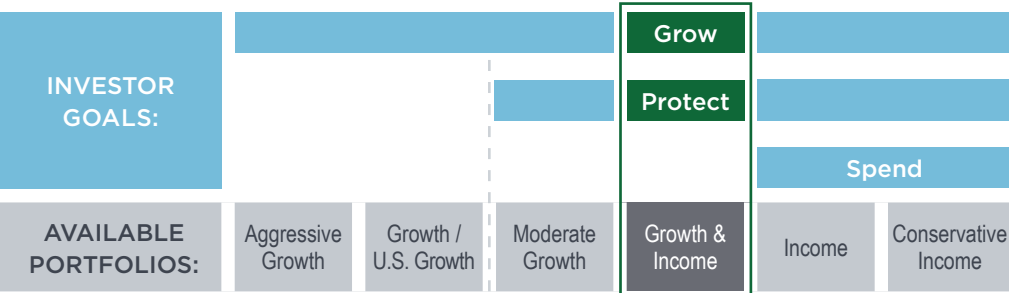 INVESTOR
GOALS:
Grow
Protect
Spend
AVAILABLE
PORTFOLIOS:
Aggressive
Growth
Growth /
U.S. Growth
Moderate
Growth
Growth &
Income
Income
Conservative
Income